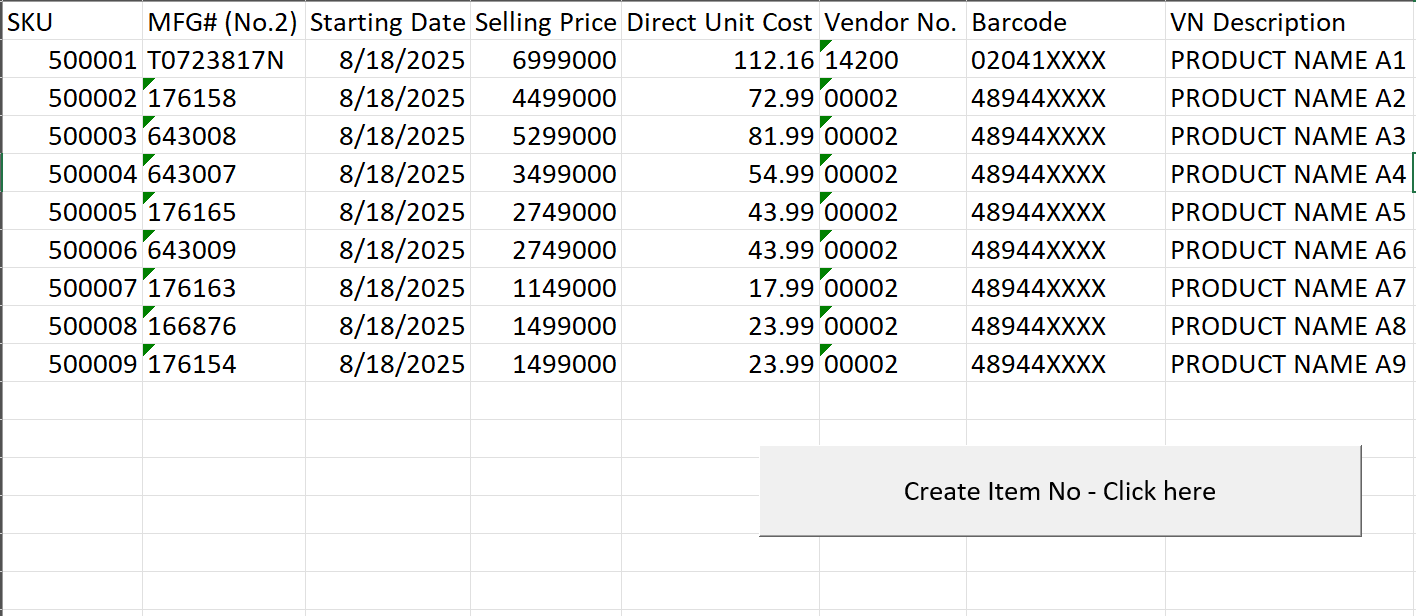 SKU MFG# (No.2) Starting Date Selling Price Direct Unit Cost Vendor No. Barcode VN Description
500001 T0723817N 8/18/2025 6999000 112.16 14200 02041XXXX PRODUCT NAME A1
500002 176158 8/18/2025 4499000 72.99 00002 48944XXXX PRODUCT NAME A2
500003 643008 8/18/2025 5299000 81.99 00002 48944XXXX PRODUCT NAME A3
500004 643007 8/18/2025 3499000 54.99 00002 48944XXXX PRODUCT NAME A4
500005 176165 8/18/2025 2749000 43.99 00002 48944XXXX PRODUCT NAME A5
500006 643009 8/18/2025 2749000 43.99 00002 48944XXXX PRODUCT NAME A6
500007 176163 8/18/2025 1149000 17.99 00002 48944XXXX PRODUCT NAME A7
500008 166876 8/18/2025 1499000 23.99 00002 48944XXXX PRODUCT NAME A8
500009 176154 8/18/2025 1499000 23.99 00002 48944XXXX PRODUCT NAME A9
Create Item No - Click here